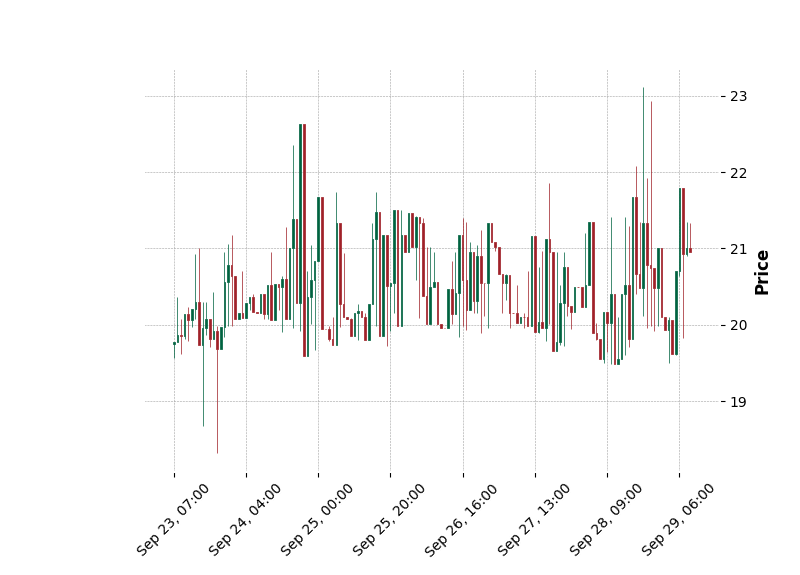 23
22
21
20
19
Price
Sep 23, 07:00
Sep 24, 04:00
Sep 25, 00:00
Sep 25, 20:00
Sep 26, 16:00
Sep 27, 13:00
Sep 28, 09:00
Sep 29, 06:00